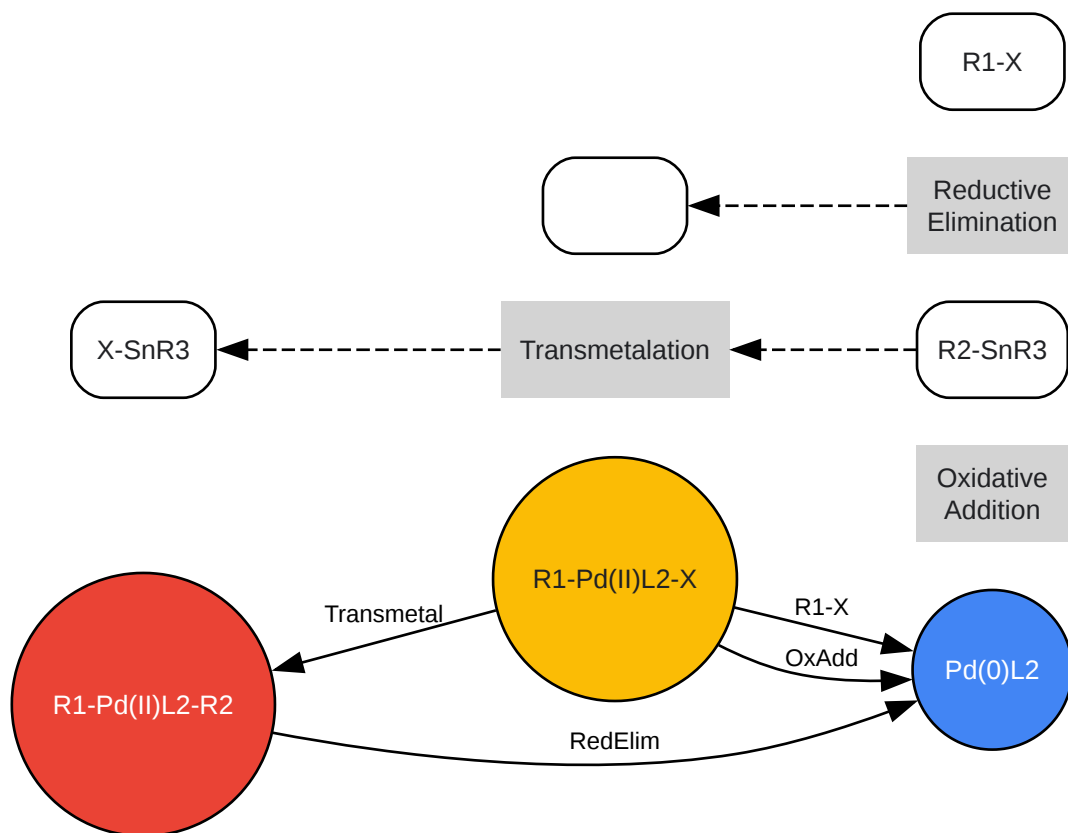 R1-X
Reductive
Elimination
X-SnR3
Transmetalation
R2-SnR3
Oxidative
Addition
R1-Pd(II)L2-X
Transmetal
R1-X
OxAdd
Pd(0)L2
R1-Pd(II)L2-R2
RedElim